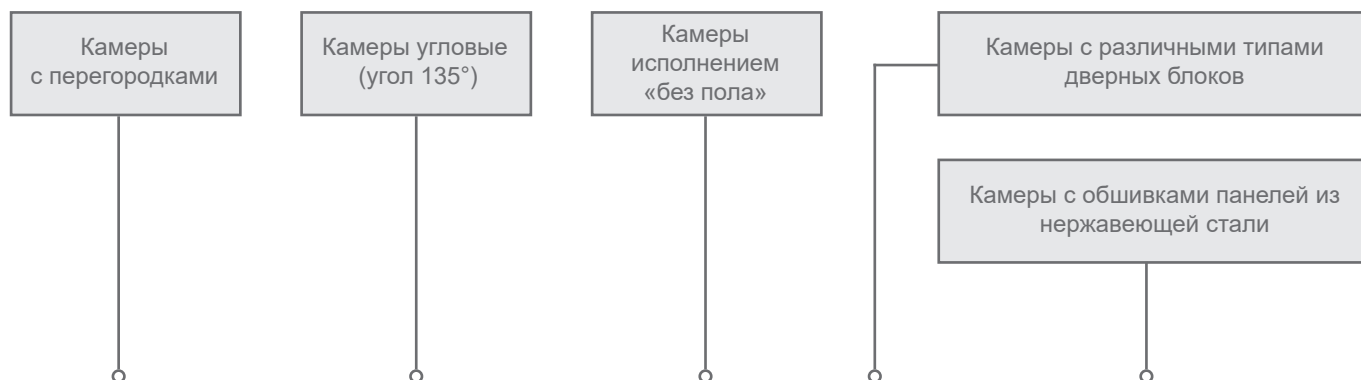 Камеры
с перегородками
Камеры угловые
(угол 135°)
Камеры
исполнением
«без пола»
Камеры с различными типами
дверных блоков
Камеры с обшивками панелей из
нержавеющей стали